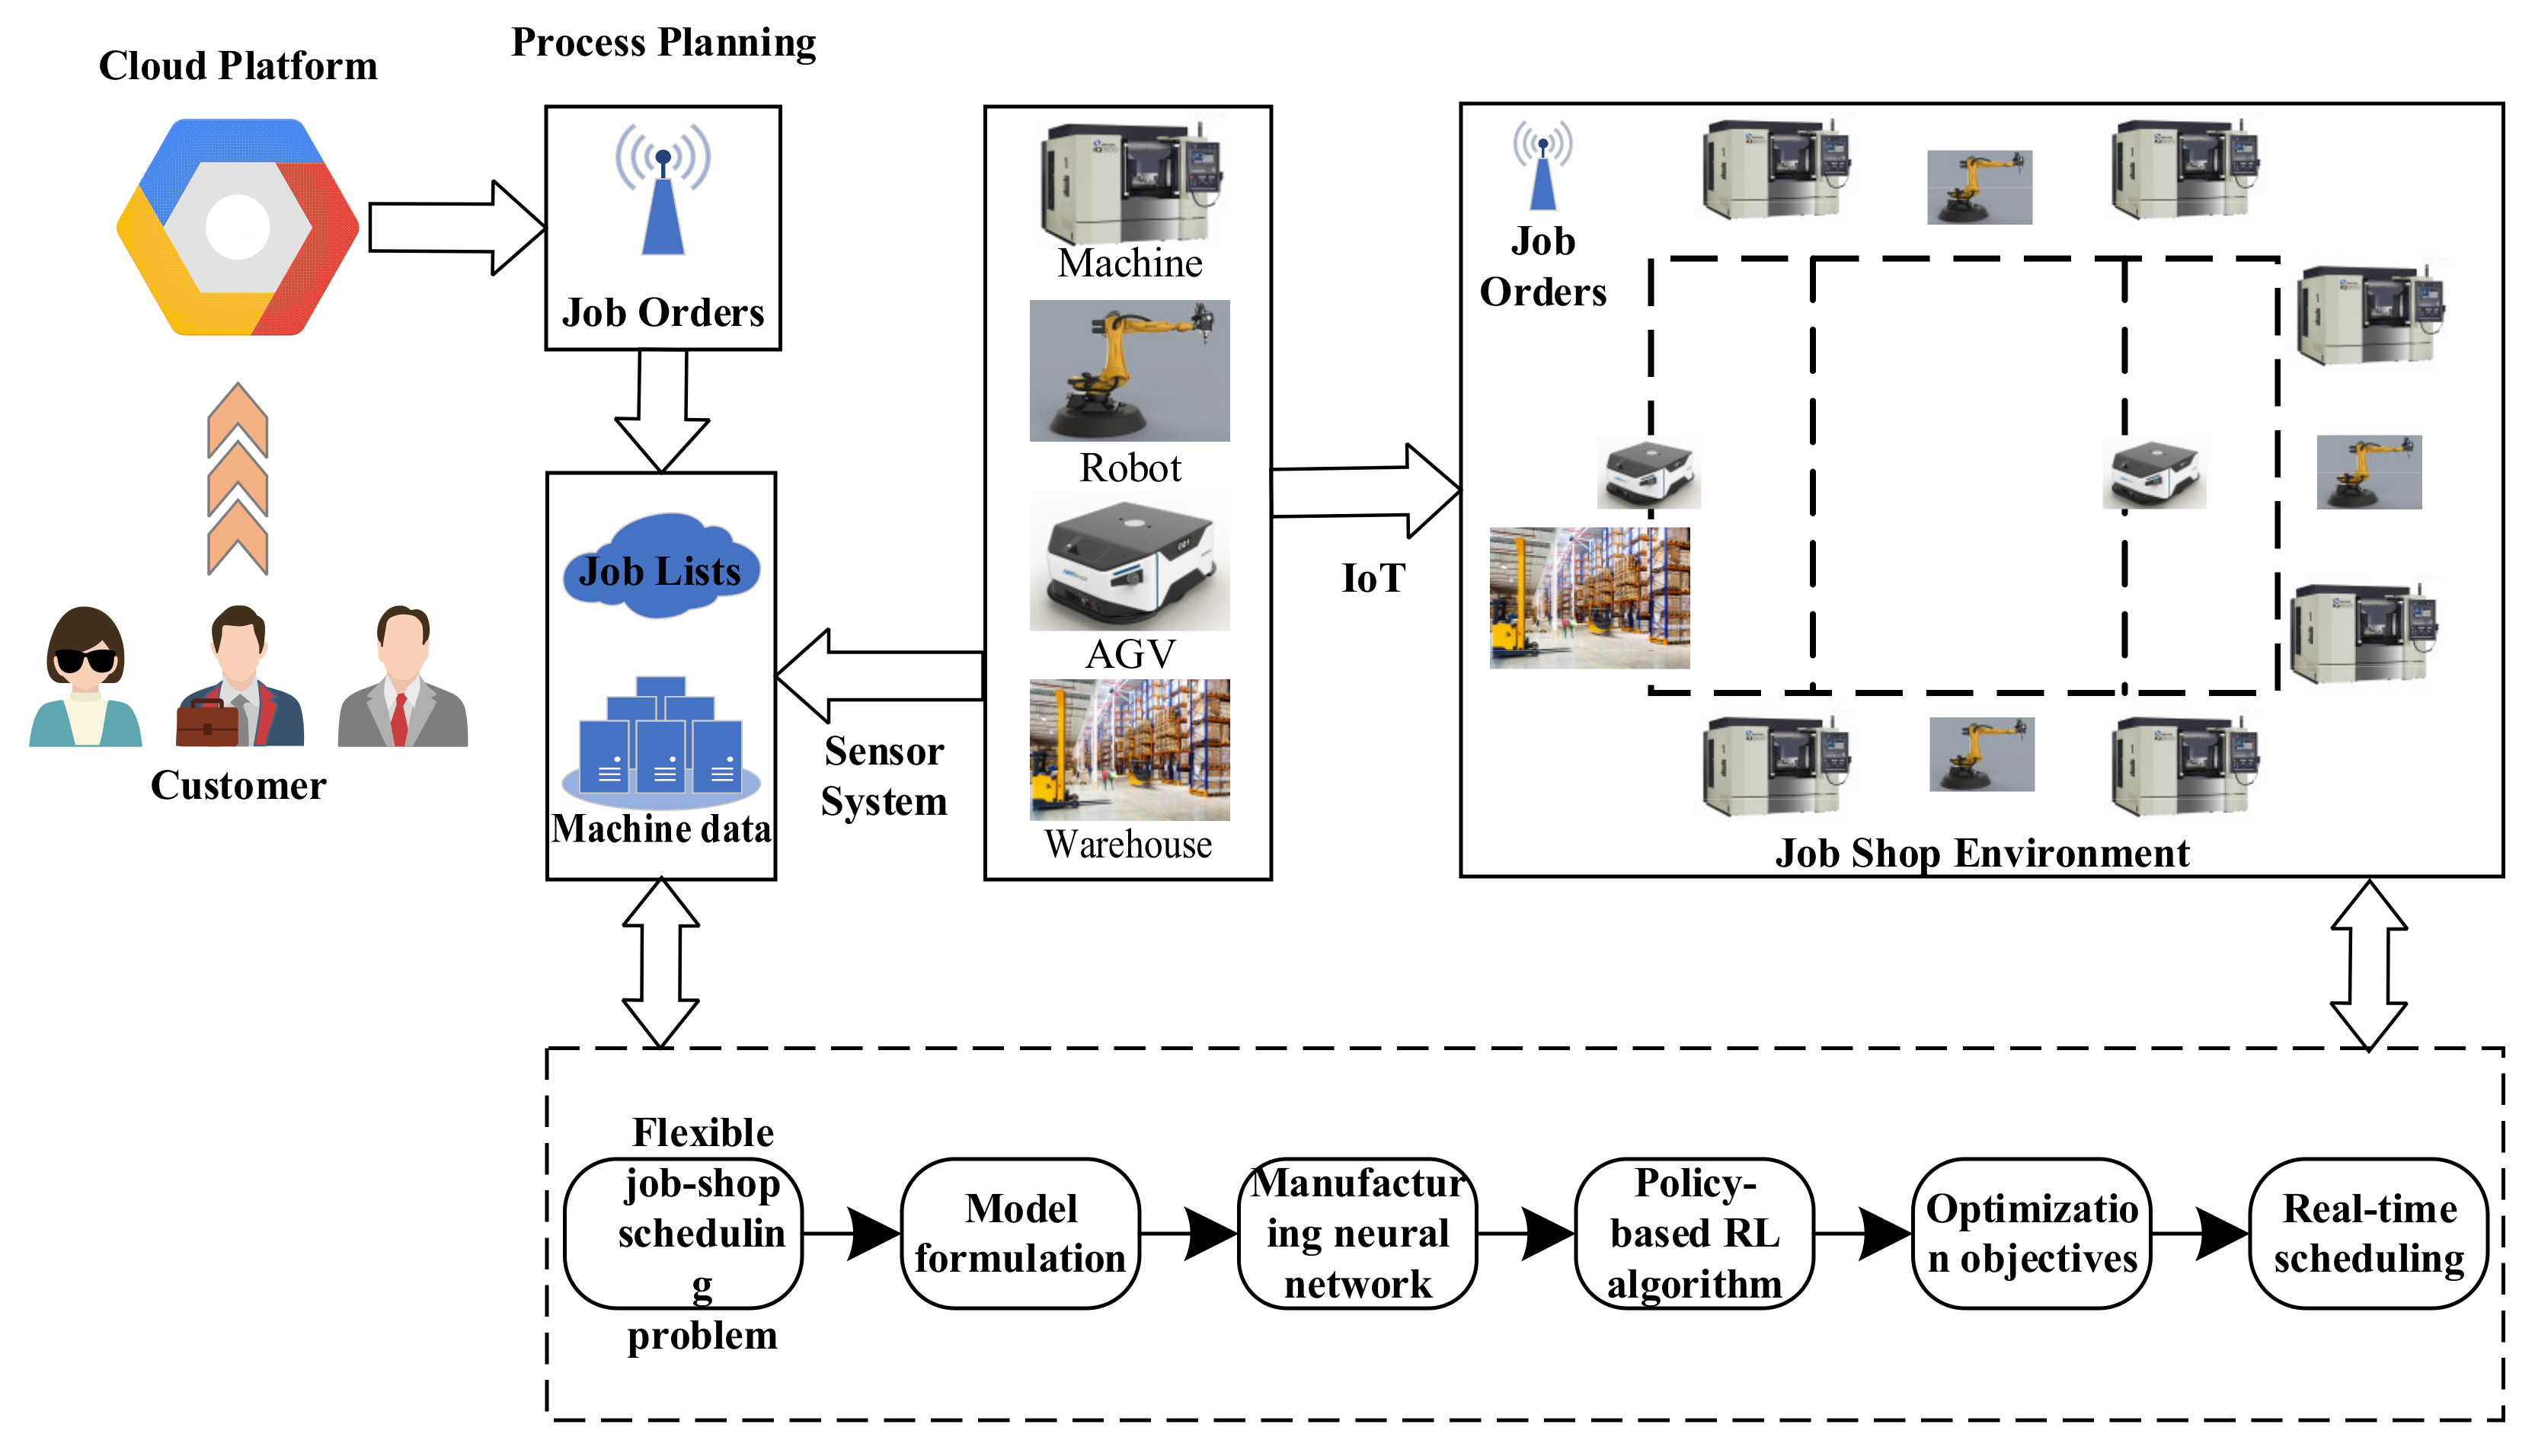 Cloud Platform
Process Planning
Job Orders
Machine
Robot
AGV
Warehouse
Job
Orders
IoT
Job Lists
Machine data
Sensor
System
Customer
Job Shop Environment
Flexible
job-shop
schedulin
g
problem
Model
formulation
Manufactur
ing neural
network
Policy-
based RL
algorithm
Optimizatio
n objectives
Real-time
scheduling